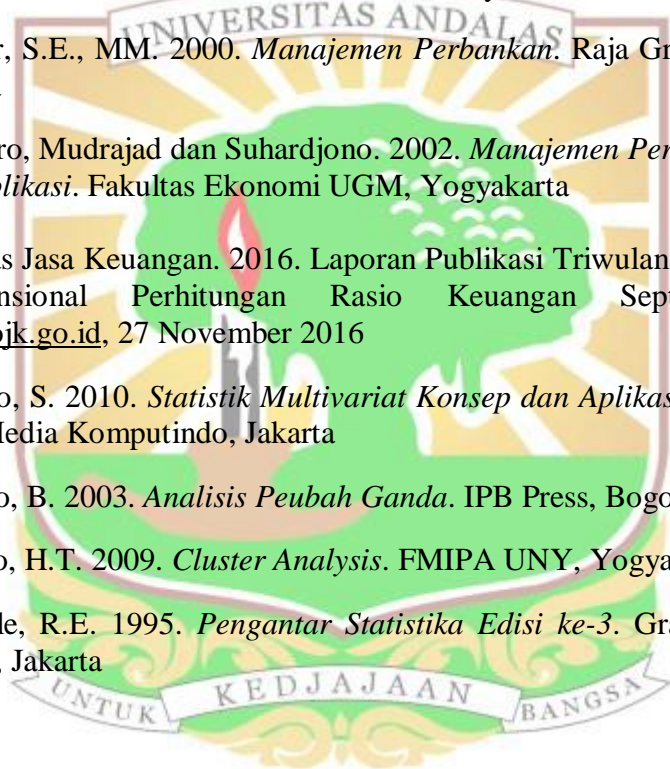 UNIVERSITAS ANDALAS
r, S.E., MM. 2000. Manajemen Perbankan. Raja Gr
ro, Mudrajad dan Suhardjono. 2002. Manajemen Per
plikasi. Fakultas Ekonomi UGM, Yogyakarta
s Jasa Keuangan. 2016. Laporan Publikasi Triwulan
nsional Perhitungan Rasio Keuangan Sept
ojk.go.id, 27 November 2016
o, S. 2010. Statistik Multivariat Konsep dan Aplikas
Media Komputindo, Jakarta
o, B. 2003. Analisis Peubah Ganda. IPB Press, Bogo
o, H.T. 2009. Cluster Analysis. FMIPA UNY, Yogya
le, R.E. 1995. Pengantar Statistika Edisi ke-3. Gra
, Jakarta
UNTUK KEDJAJAAN BANGSA